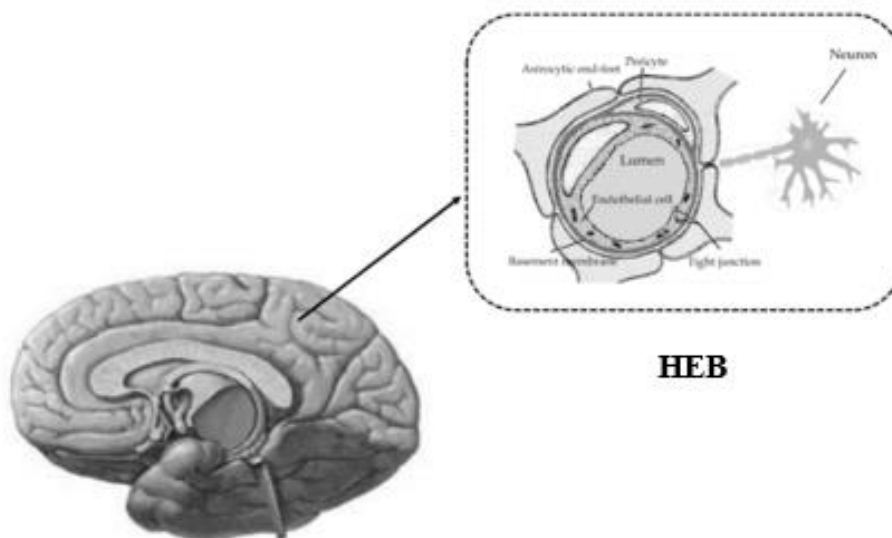 Neuron
Pericyte
Astrocytic end-feet
Lumen
Endothelial cell
Basement membrane
Tight junction
HEB